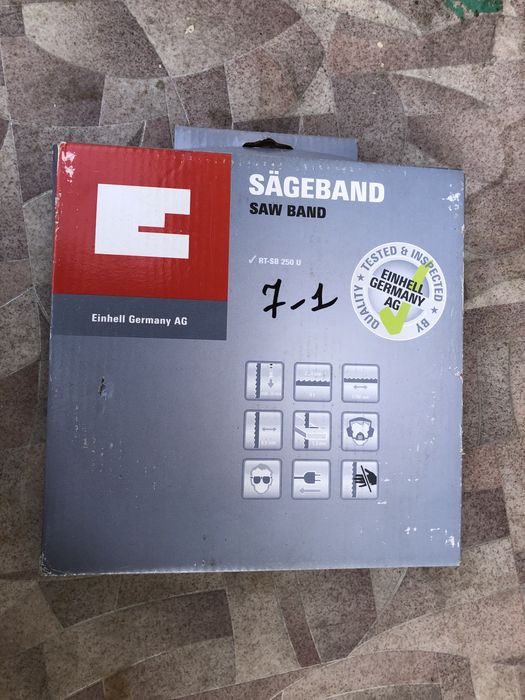 SÄGEBAND
SAW BAND
✓ RT-SB 250 U
7-1
QUALITY TESTED & INSPECTED BY
EINHELL
GERMANY
AG
Einhell Germany AG